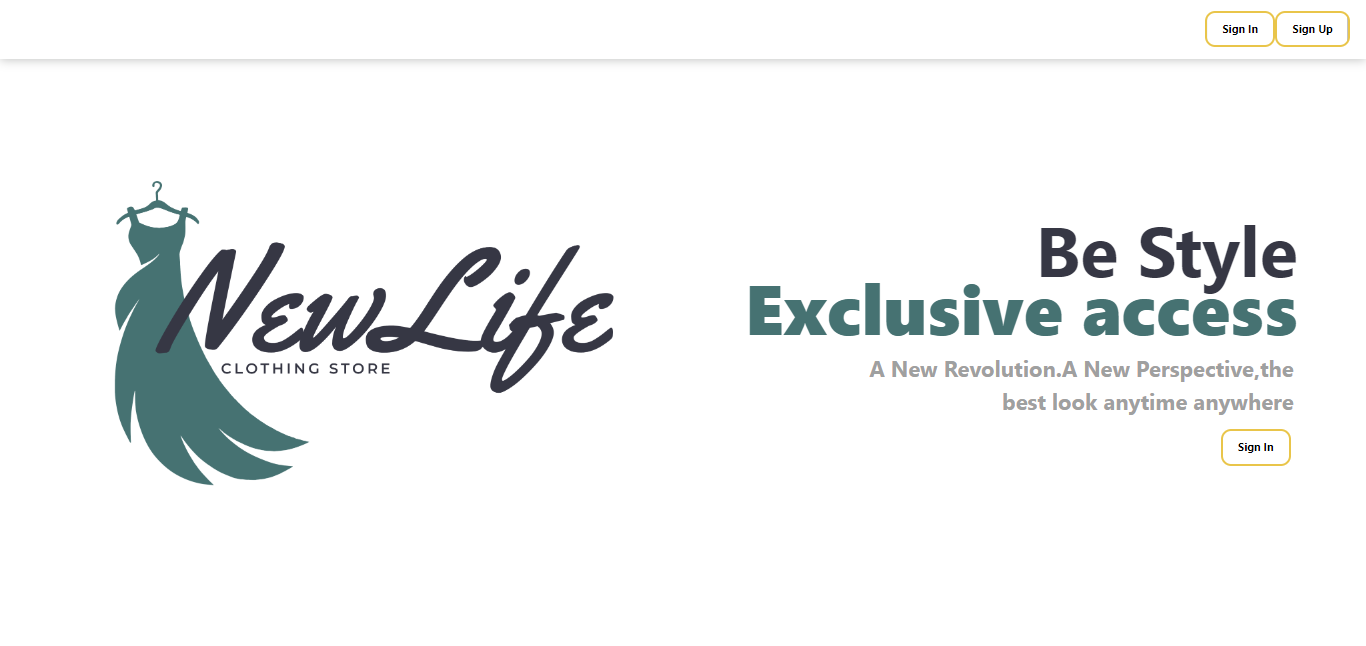 Sign In Sign Up
NewLife
CLOTHING STORE
Be Style
Exclusive access
A New Revolution.A New Perspective,the
best look anytime anywhere
Sign In